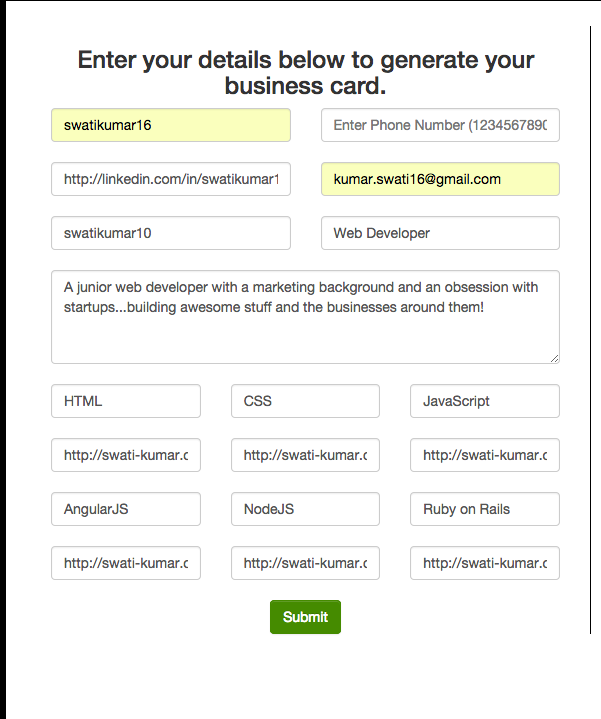 Enter your details below to generate your
business card.
swatikumar16 Enter Phone Number (1234567890
http://linkedin.com/in/swatikumar1 kumar.swati16@gmail.com
swatikumar10 Web Developer
A junior web developer with a marketing background and an obsession with
startups...building awesome stuff and the businesses around them!
HTML CSS JavaScript
http://swati-kumar.c http://swati-kumar.c http://swati-kumar.c
AngularJS NodeJS Ruby on Rails
http://swati-kumar.c http://swati-kumar.c http://swati-kumar.c
Submit